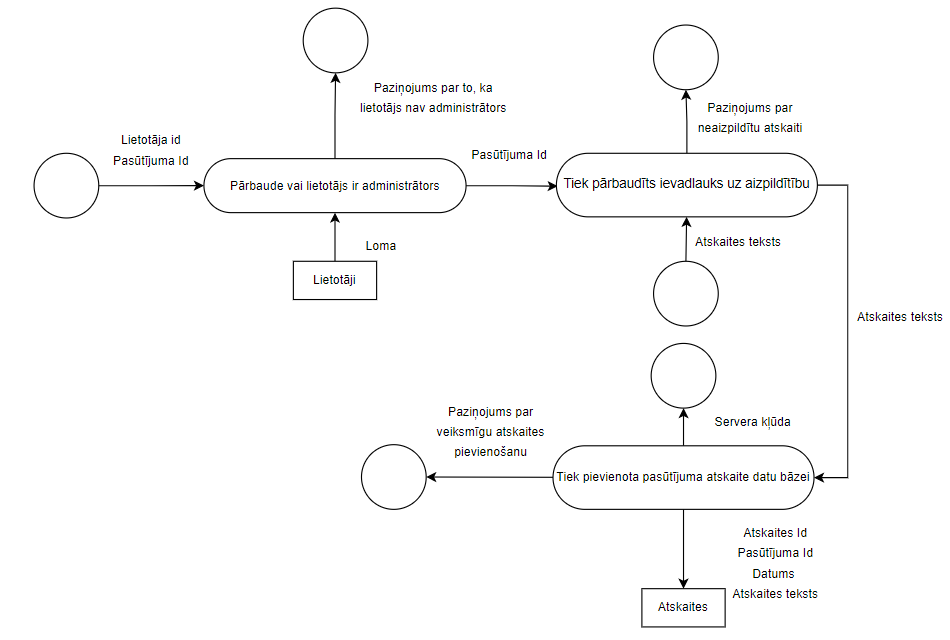 Paziņojums par to, ka
lietotājs nav administrātors
Paziņojums par
neaizpildītu atskaiti
Lietotāja id
Pasūtījuma Id
Pasūtījuma Id
Pārbaude vai lietotājs ir administrātors
Tiek pārbaudīts ievadlauks uz aizpildītību
Loma
Atskaites teksts
Lietotāji
Atskaites teksts
Paziņojums par
veiksmīgu atskaites
pievienošanu
Servera kļūda
Tiek pievienota pasūtījuma atskaite datu bāzei
Atskaites Id
Pasūtījuma Id
Datums
Atskaites teksts
Atskaites